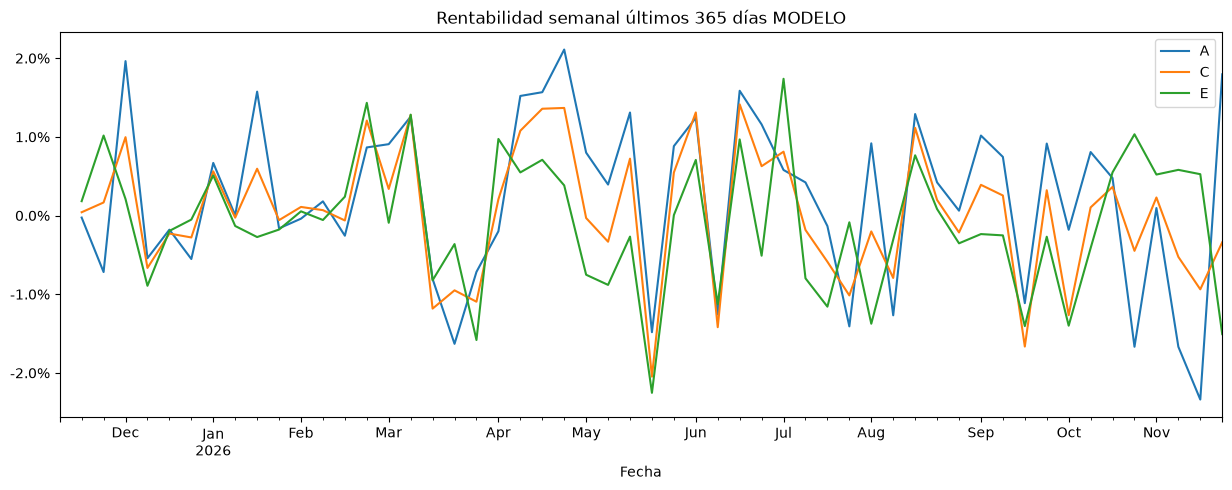 Rentabilidad semanal últimos 365 días MODELO
2.0%
1.0%
0.0%
-1.0%
-2.0%
A
C
E
Dec Jan Feb Mar Apr May Jun Jul Aug Sep Oct Nov
2026
Fecha